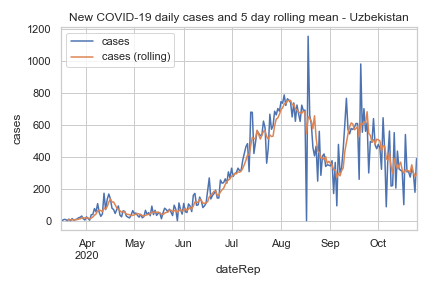 New COVID-19 daily cases and 5 day rolling mean - Uzbekistan
cases
cases (rolling)
1200
1000
800
600
400
200
0
cases
Apr
2020
May
Jun
Jul
Aug
Sep
Oct
dateRep